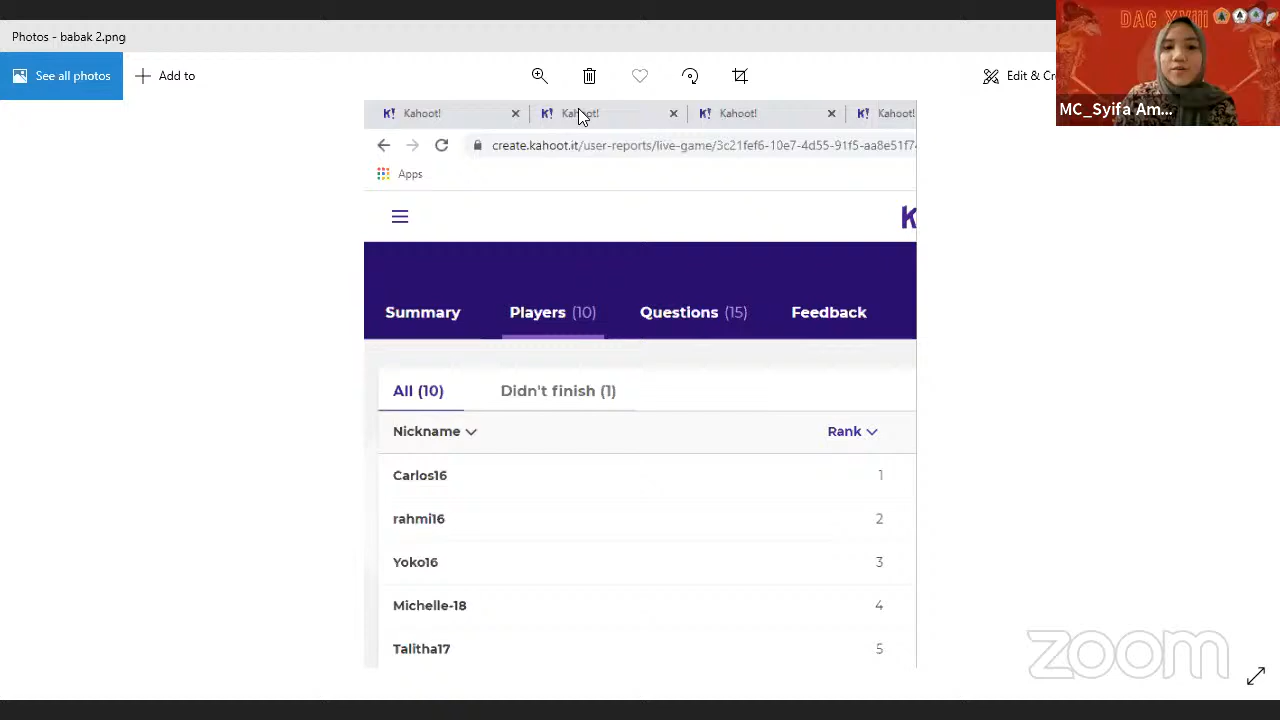 Photos - babak 2.png
See all photos
Add to
Edit & Cr
DAC XXIII
MC_Syifa Am...
Kahoot!
Kahoot!
Kahoot!
Kahoot!
create.kahoot.it/user-reports/live-game/3c21fef6-10e7-4d55-91f5-aa8e51f7
Apps
K
Summary
Players (10)
Questions (15)
Feedback
All (10)
Didn't finish (1)
Nickname
Rank
Carlos16 1
rahmi16 2
Yoko16 3
Michelle-18 4
Talitha17 5
zoom